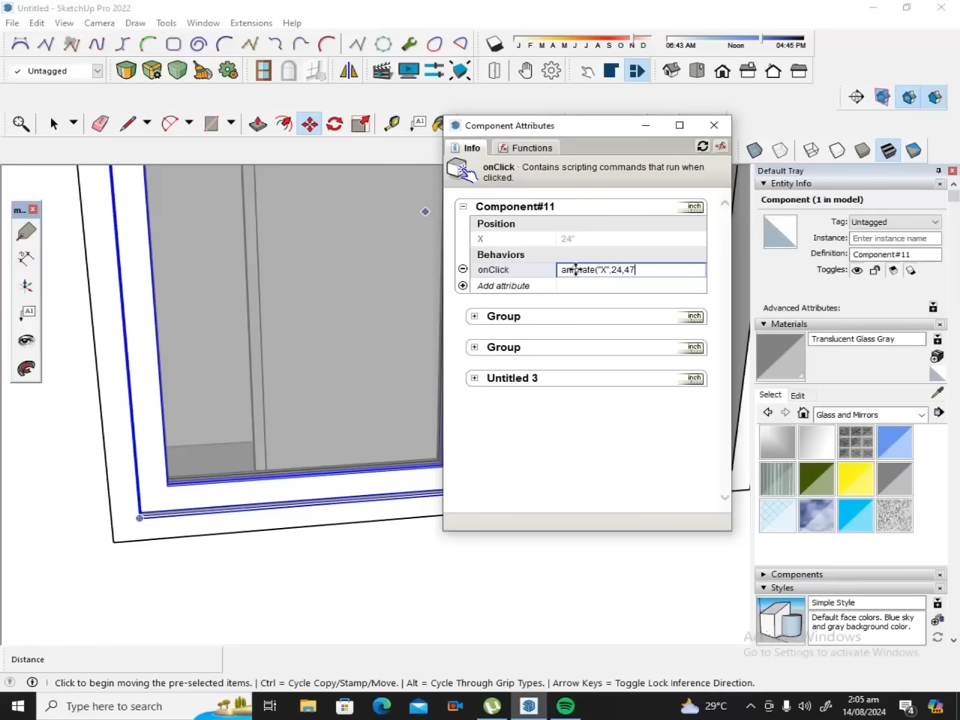 Untitled - SketchUp Pro 2022
File Edit View Camera Draw Tools Window Extensions Help
J F M A M J J A S O N D
06:43 AM Noon 04:45 PM
Untagged
m...
Component Attributes
Info Functions
onClick - Contains scripting commands that run when
clicked.
Component#11 inch
Position
X 24"
Behaviors
onClick animate("X",24,47
Add attribute
Group inch
Group inch
Untitled 3 inch
Default Tray
Entity Info
Component (1 in model)
Tag: Untagged
Instance: Enter instance name
Definition: Component#11
Toggles:
Advanced Attributes:
Materials
Translucent Glass Gray
Select Edit
Glass and Mirrors
Components
Styles
Simple Style
Default face colors. Blue sky
and gray background color.
Activate Windows
Go to Settings to activate Windows.
Distance
Click to begin moving the pre-selected items. | Ctrl = Cycle Copy/Stamp/Move. | Alt = Cycle Through Grip Types. | Arrow Keys = Toggle Lock Inference Direction.
Type here to search
29°C
2:05 am
14/08/2024
4